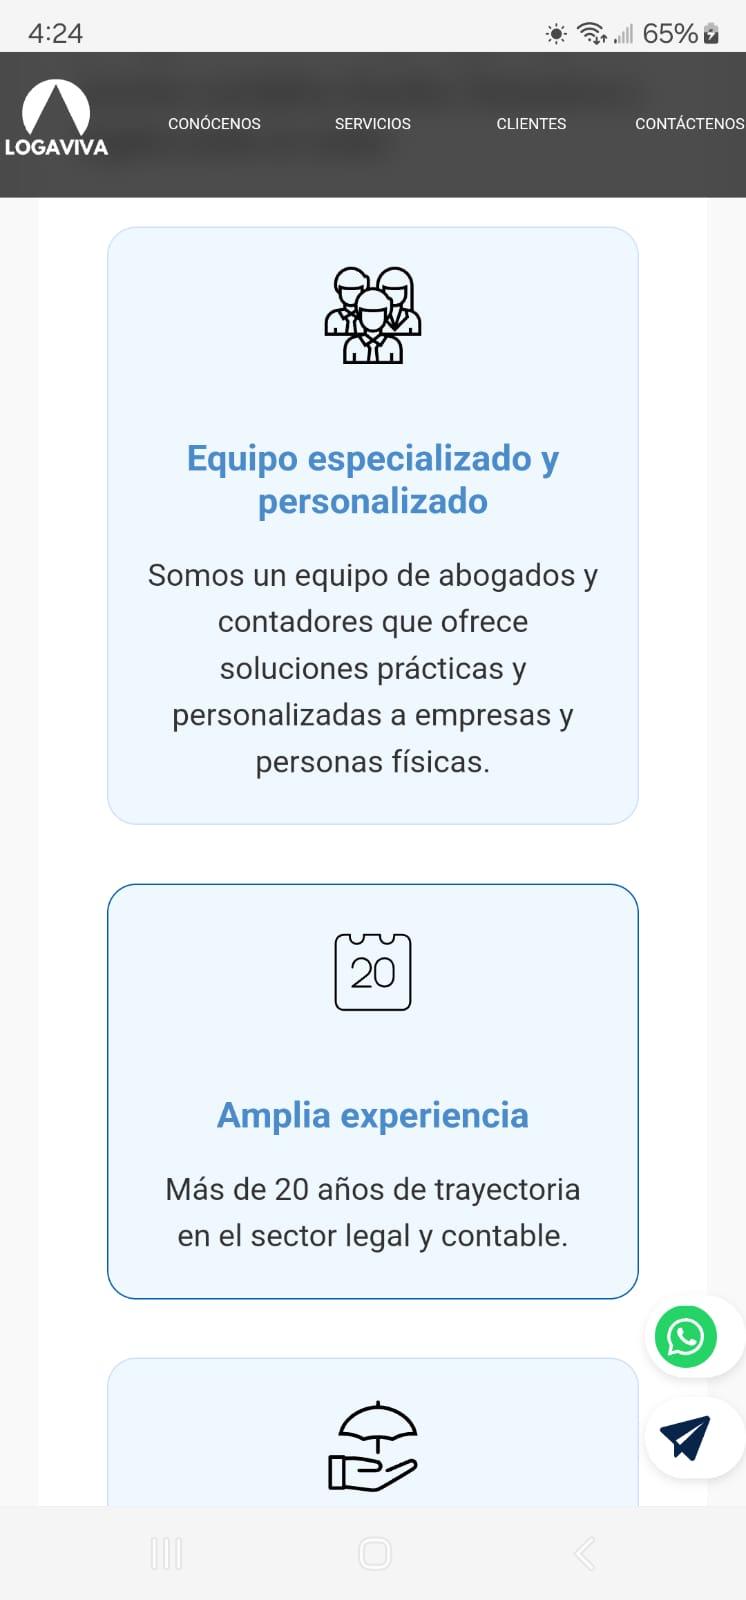 4:24
65%
LOGAVIVA
CONÓCENOS
SERVICIOS
CLIENTES
CONTÁCTENOS
Equipo especializado y
personalizado
Somos un equipo de abogados y
contadores que ofrece
soluciones prácticas y
personalizadas a empresas y
personas físicas.
20
Amplia experiencia
Más de 20 años de trayectoria
en el sector legal y contable.